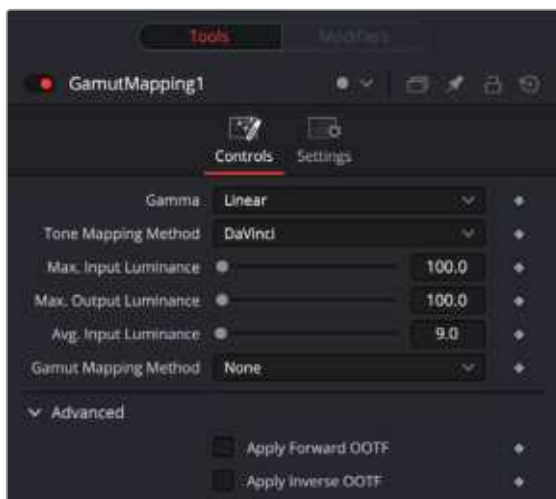 Tools Modifiers
GamutMapping1
Controls Settings
Gamma Linear
Tone Mapping Method DaVinci
Max. Input Luminance 100.0
Max. Output Luminance 100.0
Avg. Input Luminance 9.0
Gamut Mapping Method None
Advanced
Apply Forward OOTF
Apply Inverse OOTF